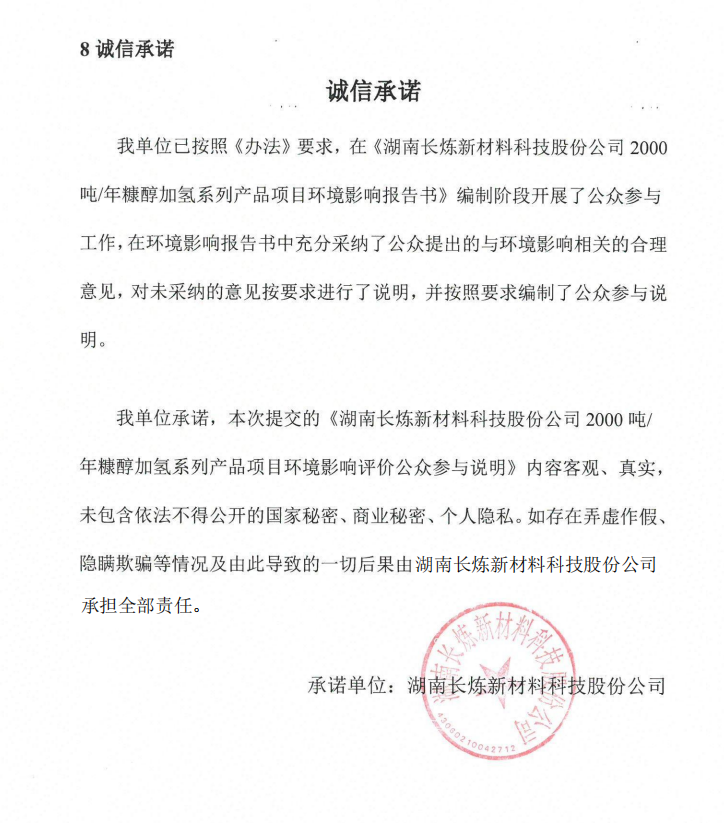 8 诚信承诺
诚信承诺
我单位已按照《办法》要求，在《湖南长炼新材料科技股份公司 2000
吨/年糠醇加氢系列产品项目环境影响报告书》编制阶段开展了公众参与
工作，在环境影响报告书中充分采纳了公众提出的与环境影响相关的合理
意见，对未采纳的意见按要求进行了说明，并按照要求编制了公众参与说
明。
我单位承诺，本次提交的《湖南长炼新材料科技股份公司 2000 吨/
年糠醇加氢系列产品项目环境影响评价公众参与说明》内容客观、真实，
未包含依法不得公开的国家秘密、商业秘密、个人隐私。如存在弄虚作假、
隐瞒欺骗等情况及由此导致的一切后果由湖南长炼新材料科技股份公司
承担全部责任。
承诺单位：湖南长炼新材料科技股份公司
湖南长炼新材料科技股份公司
43060210042712